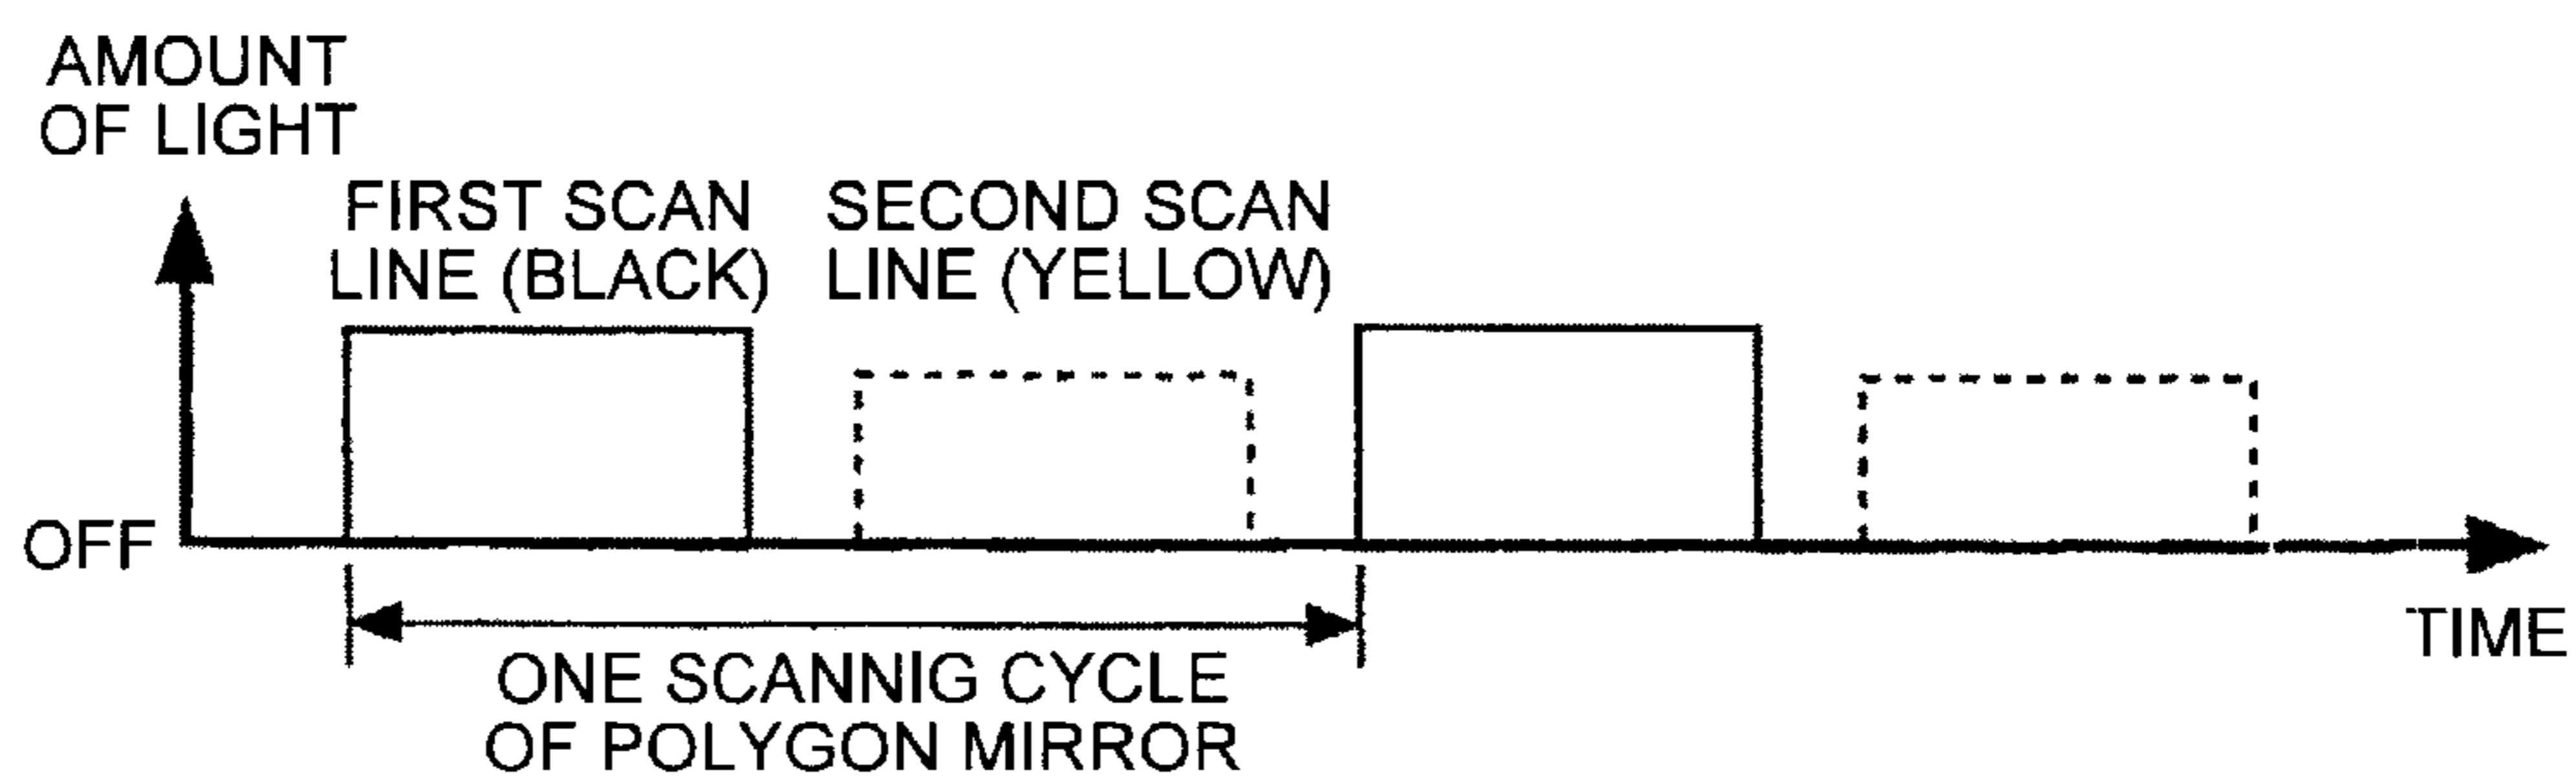 AMOUNT
OF LIGHT
FIRST SCAN
LINE (BLACK)
SECOND SCAN
LINE (YELLOW)
OFF
TIME
ONE SCANNIG CYCLE
OF POLYGON MIRROR